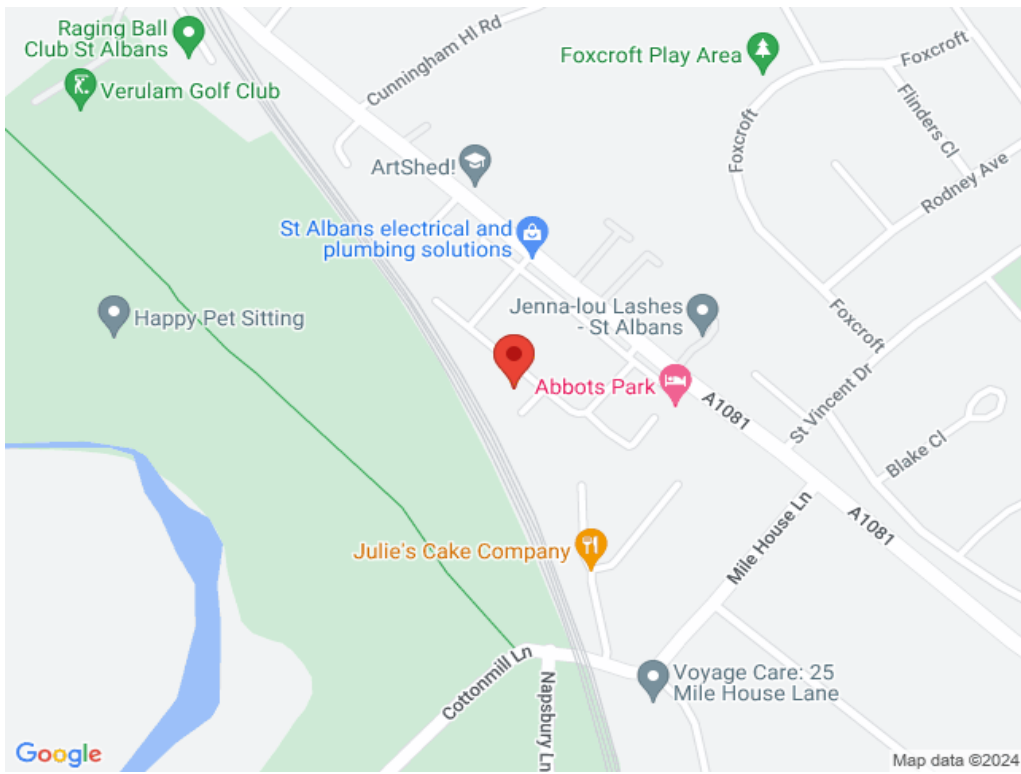 Raging Ball
Club St Albans
Verulam Golf Club
Cunningham Hl Rd
Foxcroft Play Area
Foxcroft
Flinders Cl
Foxcroft
Rodney Ave
ArtShed!
St Albans electrical and
plumbing solutions
Happy Pet Sitting
Jenna-lou Lashes
- St Albans
Foxcroft
Abbots Park
A1081
St Vincent Dr
Blake Cl
A1081
Mile House Ln
Julie's Cake Company
Cottonmill Ln
Napsbury Ln
Voyage Care: 25
Mile House Lane
Google
Map data ©2024